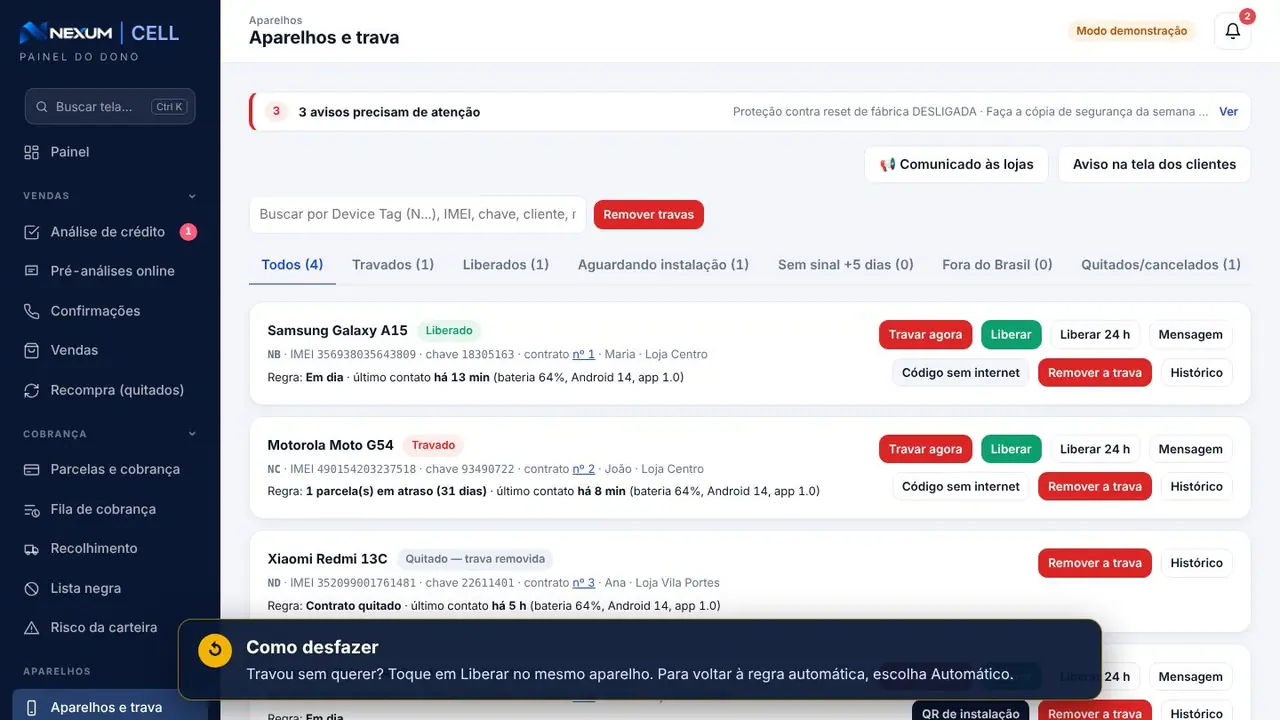 NEXUM | CELL
PAINEL DO DONO
Buscar tela... Ctrl K
Painel
VENDAS
Análise de crédito 1
Pré-análises online
Confirmações
Vendas
Recompra (quitados)
COBRANÇA
Parcelas e cobrança
Fila de cobrança
Recolhimento
Lista negra
Risco da carteira
APARELHOS
Aparelhos e trava
Aparelhos
Aparelhos e trava
Modo demonstração
2
3 3 avisos precisam de atenção Proteção contra reset de fábrica DESLIGADA · Faça a cópia de segurança da semana ... Ver
Comunicado às lojas Aviso na tela dos clientes
Buscar por Device Tag (N...), IMEI, chave, cliente, Remover travas
Todos (4) Travados (1) Liberados (1) Aguardando instalação (1) Sem sinal +5 dias (0) Fora do Brasil (0) Quitados/cancelados (1)
Samsung Galaxy A15 Liberado
NB · IMEI 356938035643809 · chave 18305163 · contrato nº 1 · Maria · Loja Centro
Regra: Em dia · último contato há 13 min (bateria 64%, Android 14, app 1.0)
Travar agora Liberar Liberar 24 h Mensagem
Código sem internet Remover a trava Histórico
Motorola Moto G54 Travado
NC · IMEI 490154203237518 · chave 93490722 · contrato nº 2 · João · Loja Centro
Regra: 1 parcela(s) em atraso (31 dias) · último contato há 8 min (bateria 64%, Android 14, app 1.0)
Travar agora Liberar Liberar 24 h Mensagem
Código sem internet Remover a trava Histórico
Xiaomi Redmi 13C Quitado — trava removida
ND · IMEI 352099001761481 · chave 22611401 · contrato nº 3 · Ana · Loja Vila Portes
Regra: Contrato quitado · último contato há 5 h (bateria 64%, Android 14, app 1.0)
Remover a trava Histórico
Como desfazer
Travou sem querer? Toque em Liberar no mesmo aparelho. Para voltar à regra automática, escolha Automático.
24 h Mensagem
Regra: Em dia
QR de instalação Remover a trava Histórico